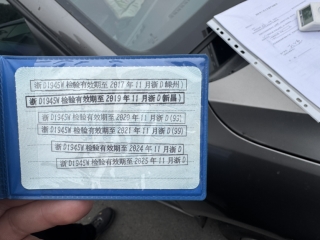 浙D1945W 检验有效期至 2017 年 11 月浙D(嵊州)
浙D1945W 检验有效期至 2019 年 11 月浙D(新昌)
浙D1945W 检验有效期至 2020 年 11 月浙D(93)
浙D1945W 检验有效期至 2021 年 11 月浙D(99)
浙D1945W 检验有效期至 2024 年 11 月浙D
浙D1945W 检验有效期至 2025 年 11 月浙D